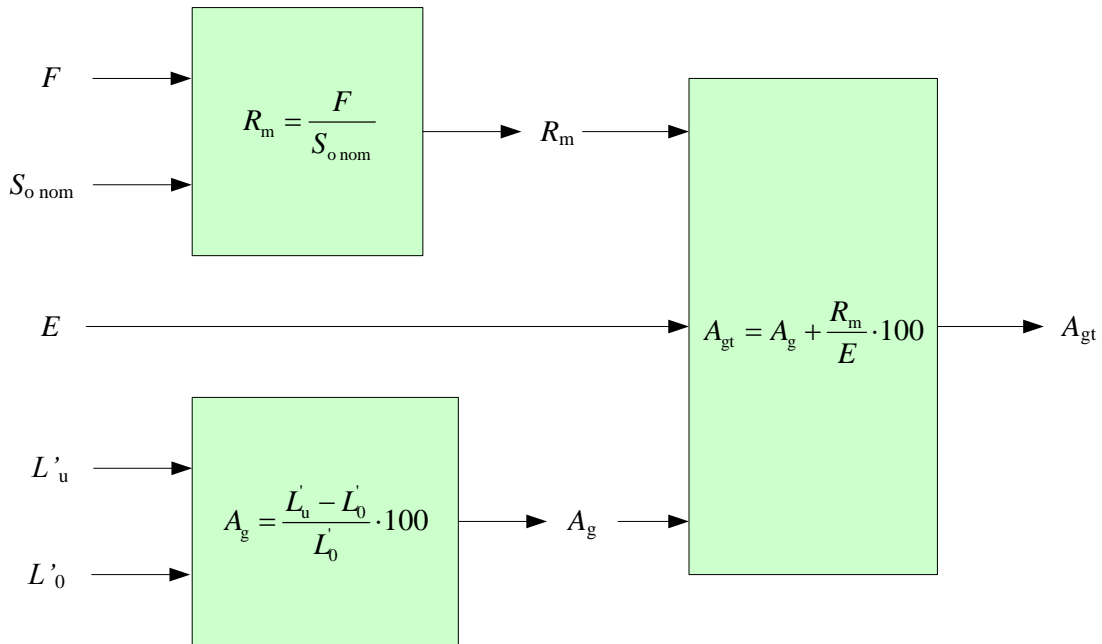 F
R_m = F / S_o nom
R_m
S_o nom
E
A_gt = A_g + R_m / E · 100
A_gt
L'_u
A_g = (L'_u − L'_0) / L'_0 · 100
A_g
L'_0